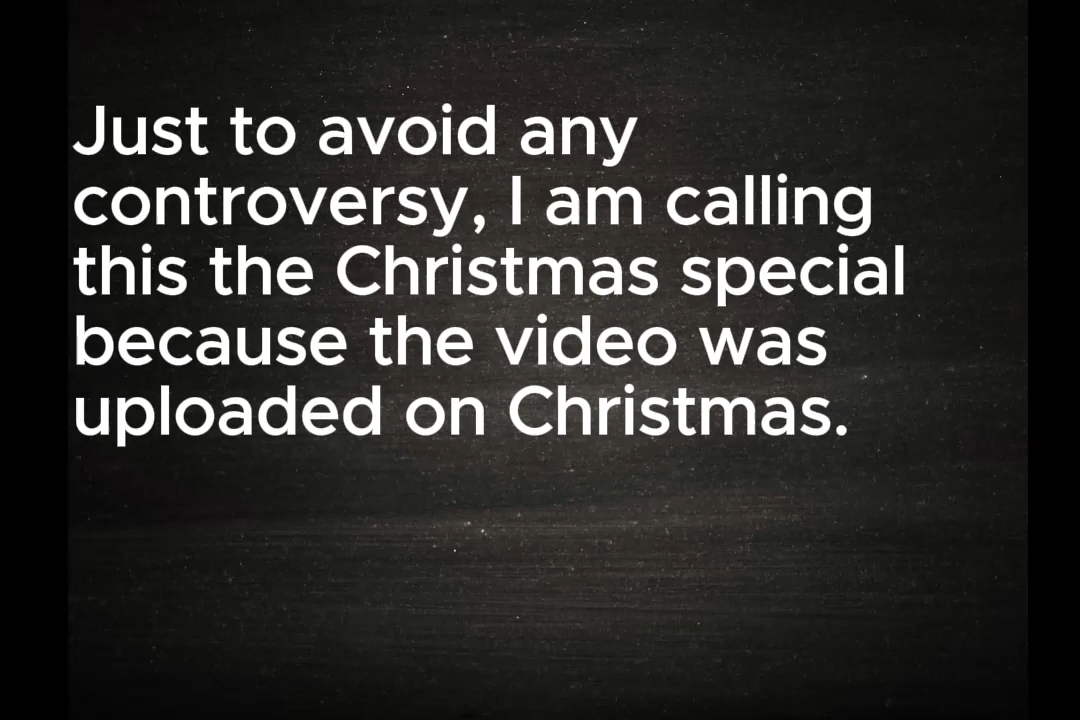 Just to avoid any
controversy, I am calling
this the Christmas special
because the video was
uploaded on Christmas.